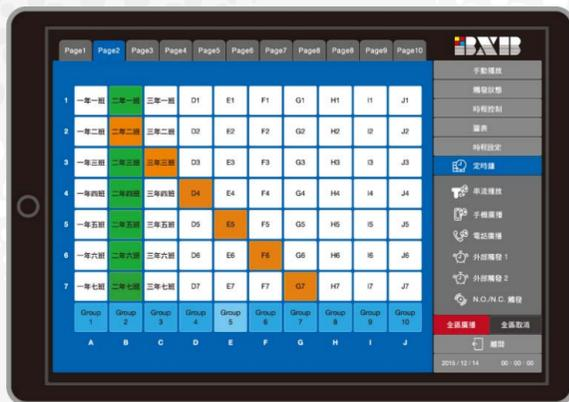 Page1 Page2 Page3 Page4 Page5 Page6 Page7 Page8 Page8 Page9 Page10
BXB
手動播放
觸發狀態
時程控制
圖表
時程設定
定時鐘
串流播放
手機廣播
電話廣播
外部觸發 1
外部觸發 2
N.O./N.C. 觸發
全區廣播 全區取消
離開
2015 / 12 / 14 00 : 00 : 00
1 一年一班 二年一班 三年一班 D1 E1 F1 G1 H1 I1 J1
2 一年二班 二年二班 三年二班 D2 E2 F2 G2 H2 I2 J2
3 一年三班 二年三班 三年三班 D3 E3 F3 G3 H3 I3 J3
4 一年四班 二年四班 三年四班 D4 E4 F4 G4 H4 I4 J4
5 一年五班 二年五班 三年五班 D5 E5 F5 G5 H5 I5 J5
6 一年六班 二年六班 三年六班 D6 E6 F6 G6 H6 I6 J6
7 一年七班 二年七班 三年七班 D7 E7 F7 G7 H7 I7 J7
Group 1 Group 2 Group 3 Group 4 Group 5 Group 6 Group 7 Group 8 Group 9 Group 10
A B C D E F G H I J